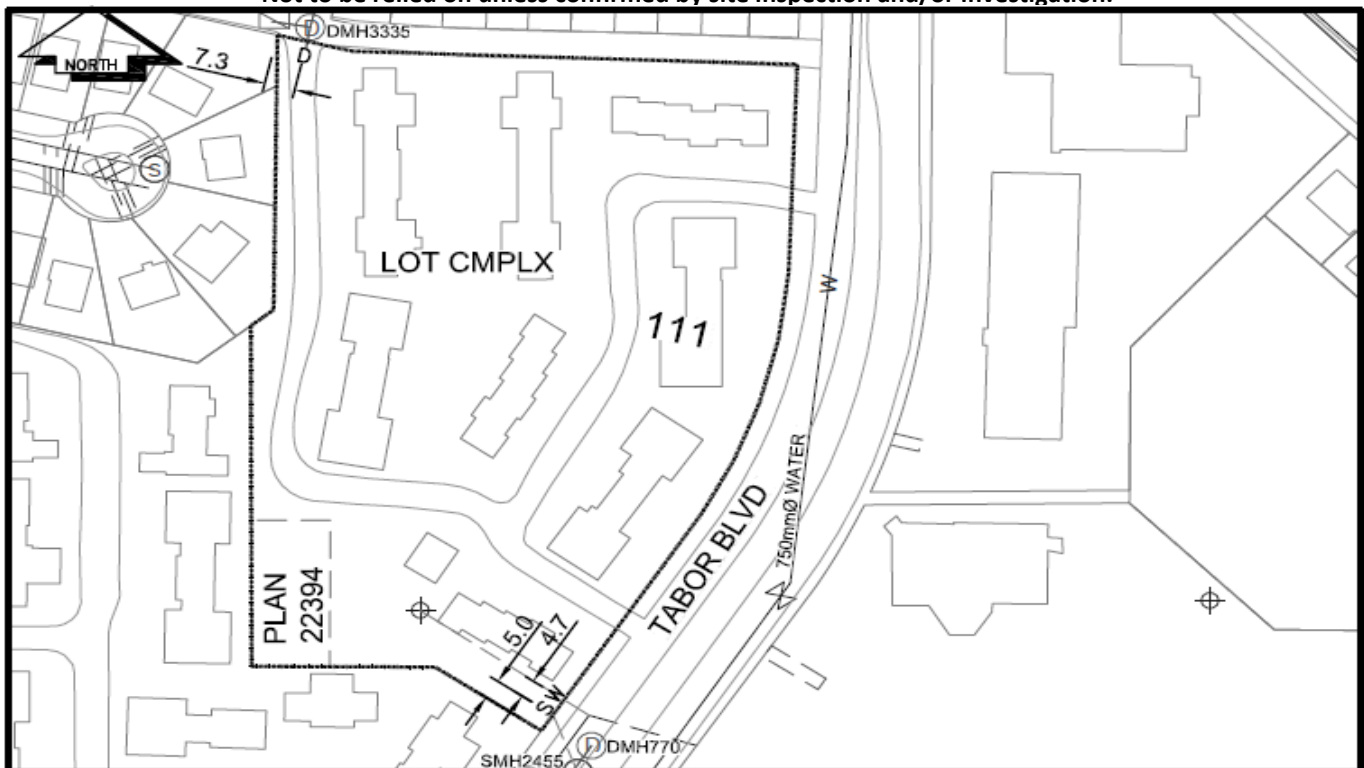 Not to be relied on unless confirmed by site inspection and/or investigation.
DMH3335
NORTH
7.3
D
S
LOT CMPLX
111
W
750mmØ WATER
TABOR BLVD
PLAN
22394
5.0
4.7
SW
D
DMH770
SMH2455